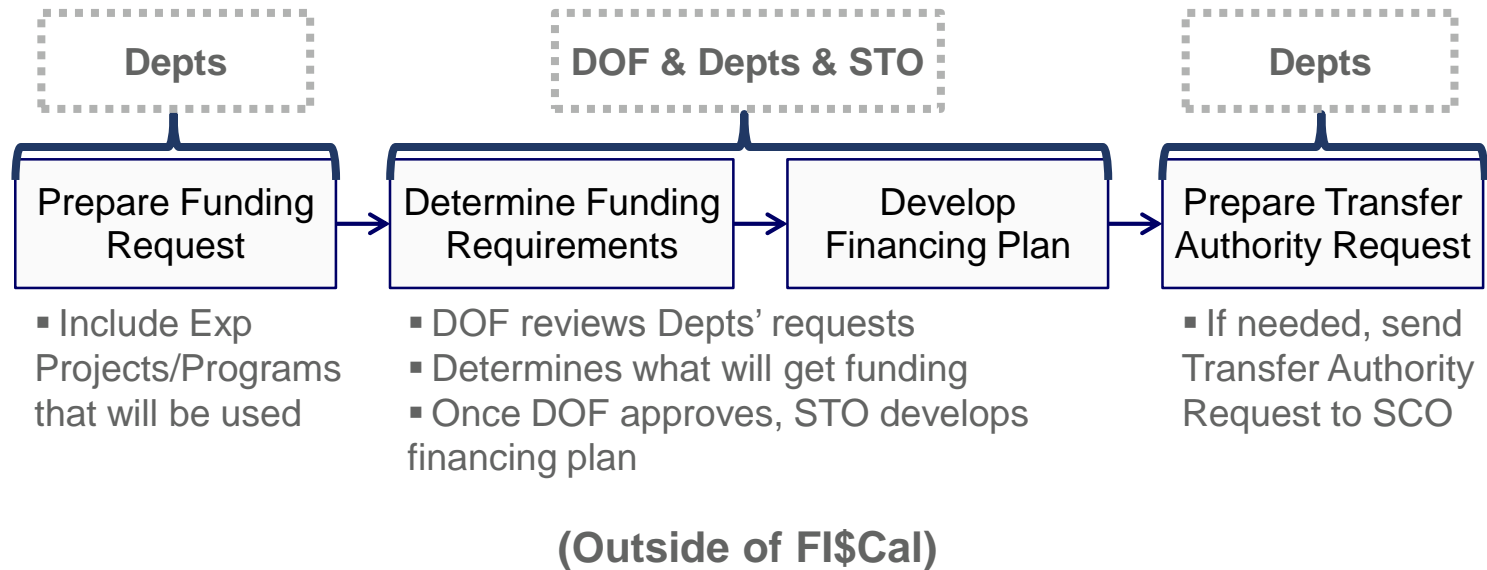 Depts
DOF & Depts & STO
Depts
Prepare Funding
Request
Determine Funding
Requirements
Develop
Financing Plan
Prepare Transfer
Authority Request
▪ Include Exp
Projects/Programs
that will be used
▪ DOF reviews Depts’ requests
▪ Determines what will get funding
▪ Once DOF approves, STO develops
financing plan
▪ If needed, send
Transfer Authority
Request to SCO
(Outside of FI$Cal)